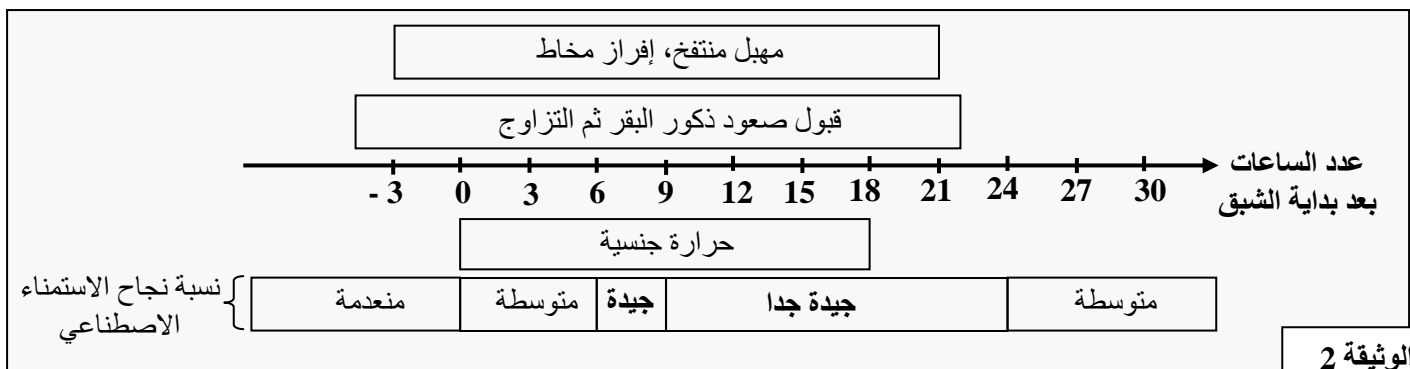 مهبل منتفخ، إفراز مخاط
قبول صعود ذكور البقر ثم التزاوج
- 3 0 3 6 9 12 15 18 21 24 27 30
عدد الساعات
بعد بداية الشبق
حرارة جنسية
نسبة نجاح الاستمناء
الاصطناعي
منعدمة متوسطة جيدة جيدة جدا متوسطة
الوثيقة 2